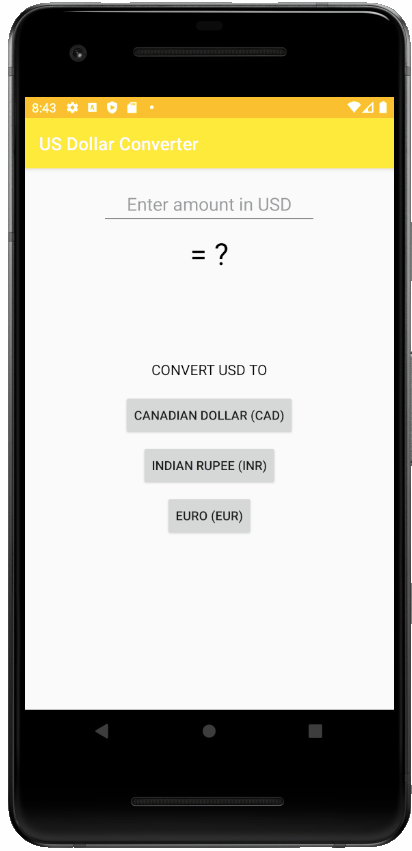 8:43
US Dollar Converter
Enter amount in USD
= ?
CONVERT USD TO
CANADIAN DOLLAR (CAD)
INDIAN RUPEE (INR)
EURO (EUR)